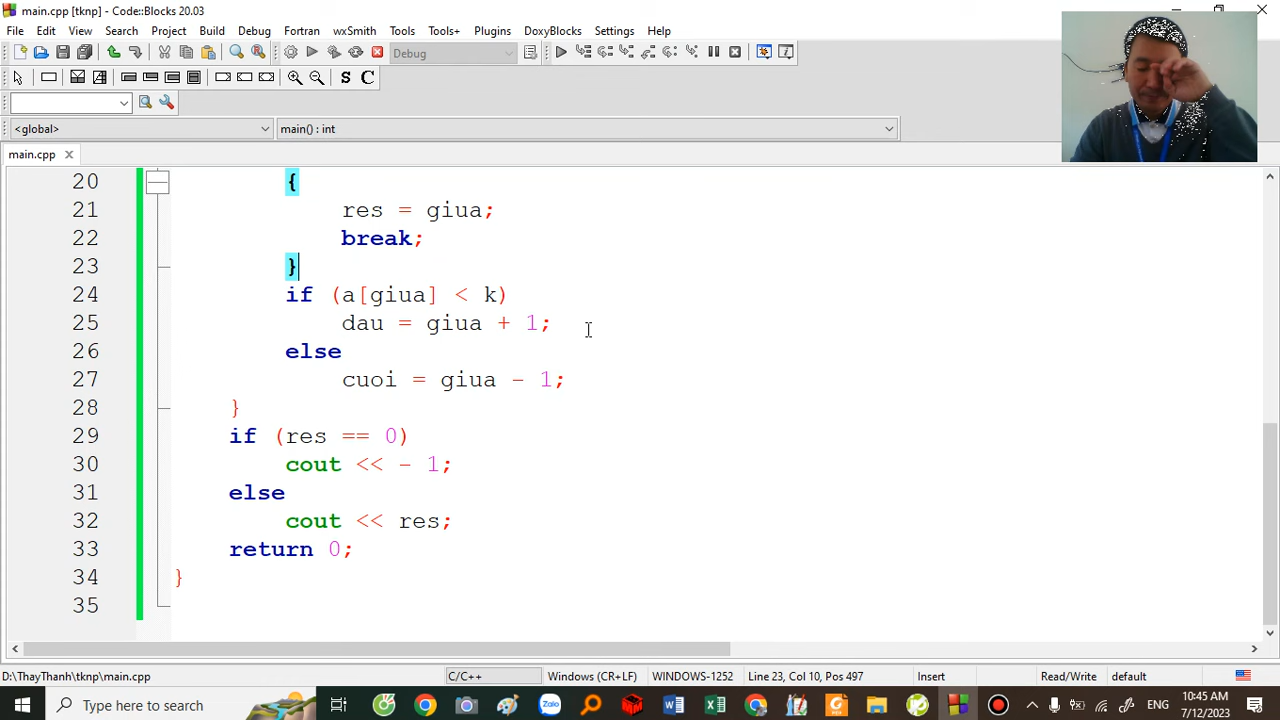 main.cpp [tknp] - Code::Blocks 20.03
File Edit View Search Project Build Debug Fortran wxSmith Tools Tools+ Plugins DoxyBlocks Settings Help
Debug
S C
<global> main() : int
main.cpp
20 {
21 res = giua;
22 break;
23 }
24 if (a[giua] < k)
25 dau = giua + 1;
26 else
27 cuoi = giua - 1;
28 }
29 if (res == 0)
30 cout << - 1;
31 else
32 cout << res;
33 return 0;
34 }
35
D:\ThayThanh\tknp\main.cpp C/C++ Windows (CR+LF) WINDOWS-1252 Line 23, Col 10, Pos 497 Insert Read/Write default
Type here to search Zalo ENG 10:45 AM
7/12/2023